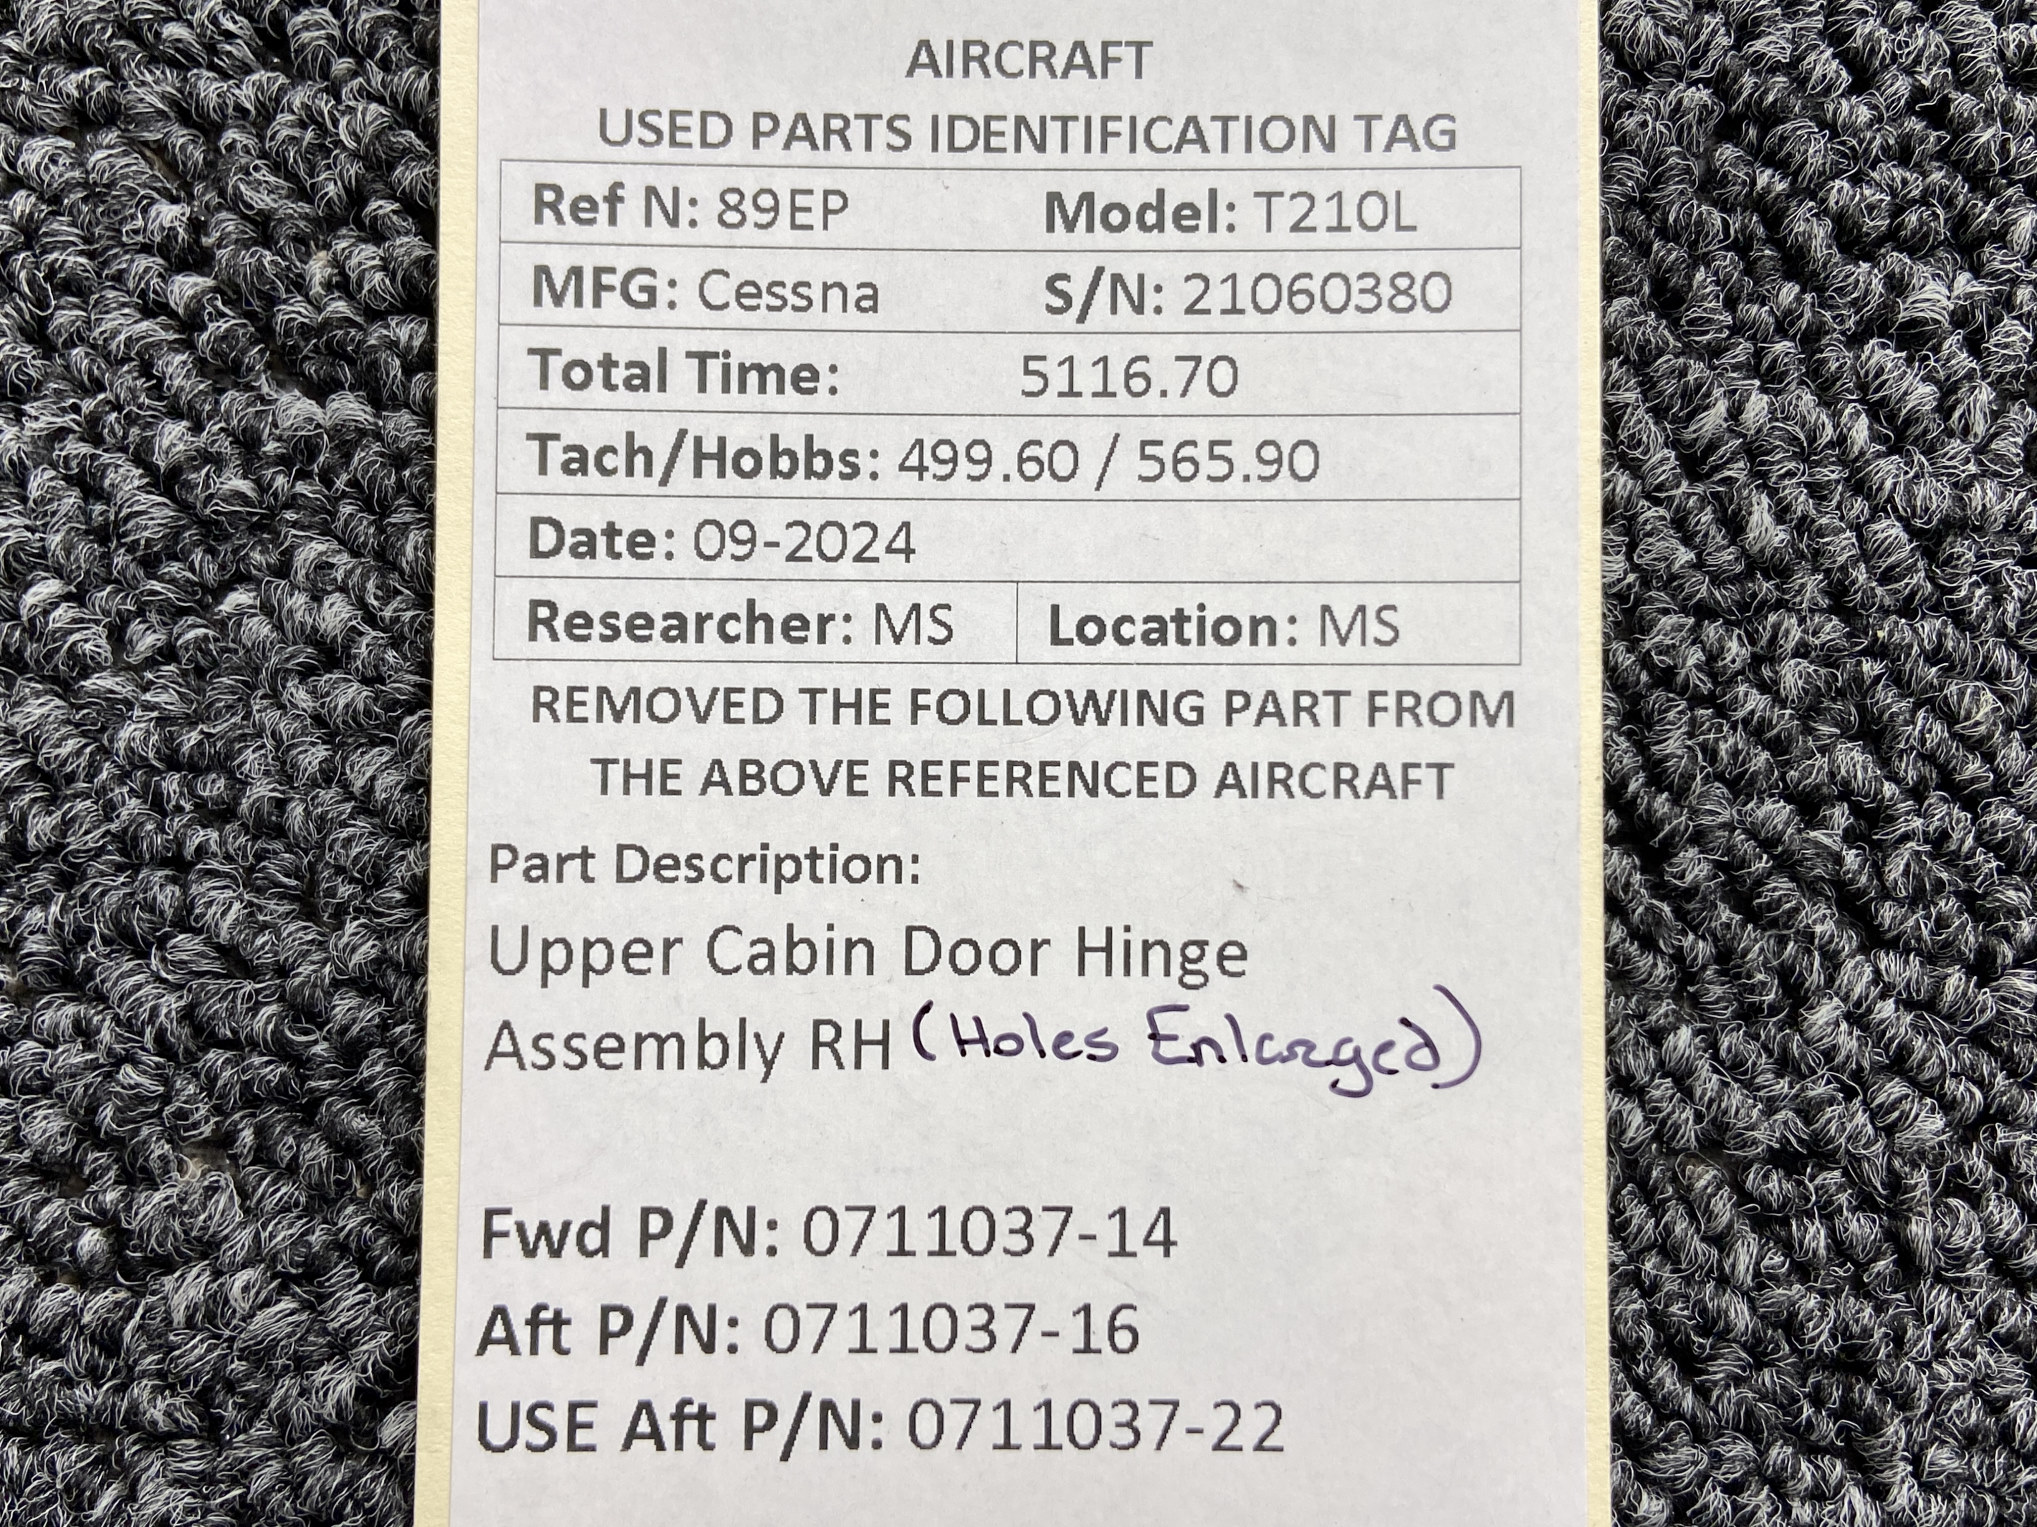 AIRCRAFT
USED PARTS IDENTIFICATION TAG
Ref N: 89EP Model: T210L
MFG: Cessna S/N: 21060380
Total Time: 5116.70
Tach/Hobbs: 499.60 / 565.90
Date: 09-2024
Researcher: MS Location: MS
REMOVED THE FOLLOWING PART FROM
THE ABOVE REFERENCED AIRCRAFT
Part Description:
Upper Cabin Door Hinge
Assembly RH (Holes Enlarged)
Fwd P/N: 0711037-14
Aft P/N: 0711037-16
USE Aft P/N: 0711037-22